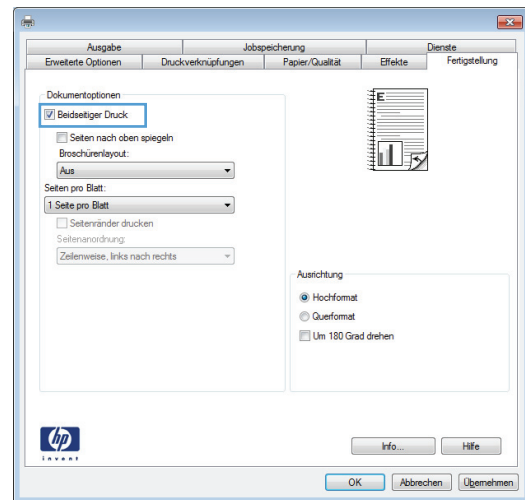 Ausgabe
Jobspeicherung
Dienste
Erweiterte Optionen
Druckverknüpfungen
Papier/Qualität
Effekte
Fertigstellung
Dokumentoptionen
Beidseitiger Druck
Seiten nach oben spiegeln
Broschürenlayout:
Aus
Seiten pro Blatt:
1 Seite pro Blatt
Seitenränder drucken
Seitenanordnung:
Zeilenweise, links nach rechts
E
Ausrichtung
Hochformat
Querformat
Um 180 Grad drehen
hp
invent
Info...
Hilfe
OK
Abbrechen
Übernehmen